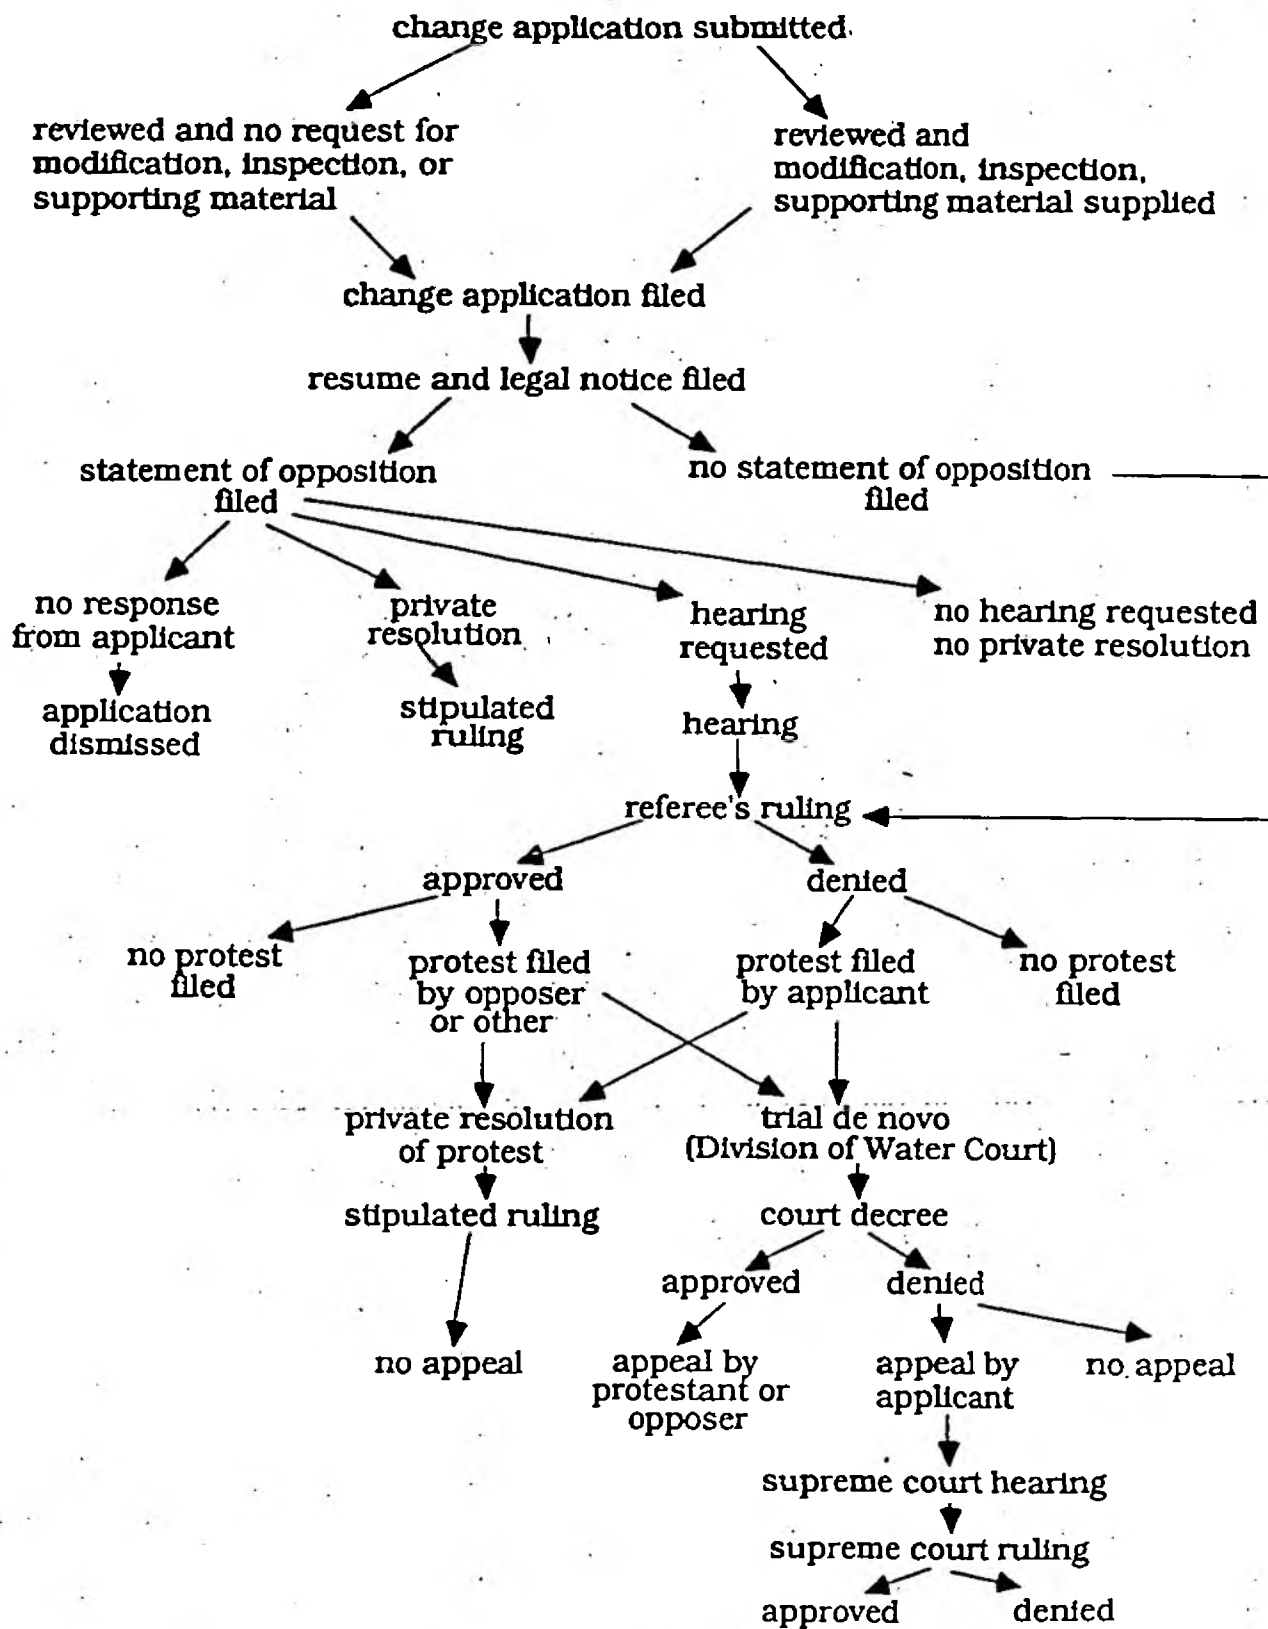 change application submitted.
reviewed and no request for
modification, inspection, or
supporting material
reviewed and
modification, inspection,
supporting material supplied
change application filed
resume and legal notice filed
statement of opposition
filed
no statement of opposition
filed
no response
from applicant
private
resolution
hearing
requested
no hearing requested
no private resolution
application
dismissed
stipulated
ruling
hearing
referee's ruling
approved
denied
no protest
filed
protest filed
by opposer
or other
protest filed
by applicant
no protest
filed
private resolution
of protest
trial de novo
(Division of Water Court)
stipulated ruling
court decree
approved
denied
no appeal
appeal by
protestant or
opposer
appeal by
applicant
no appeal
supreme court hearing
supreme court ruling
approved
denied